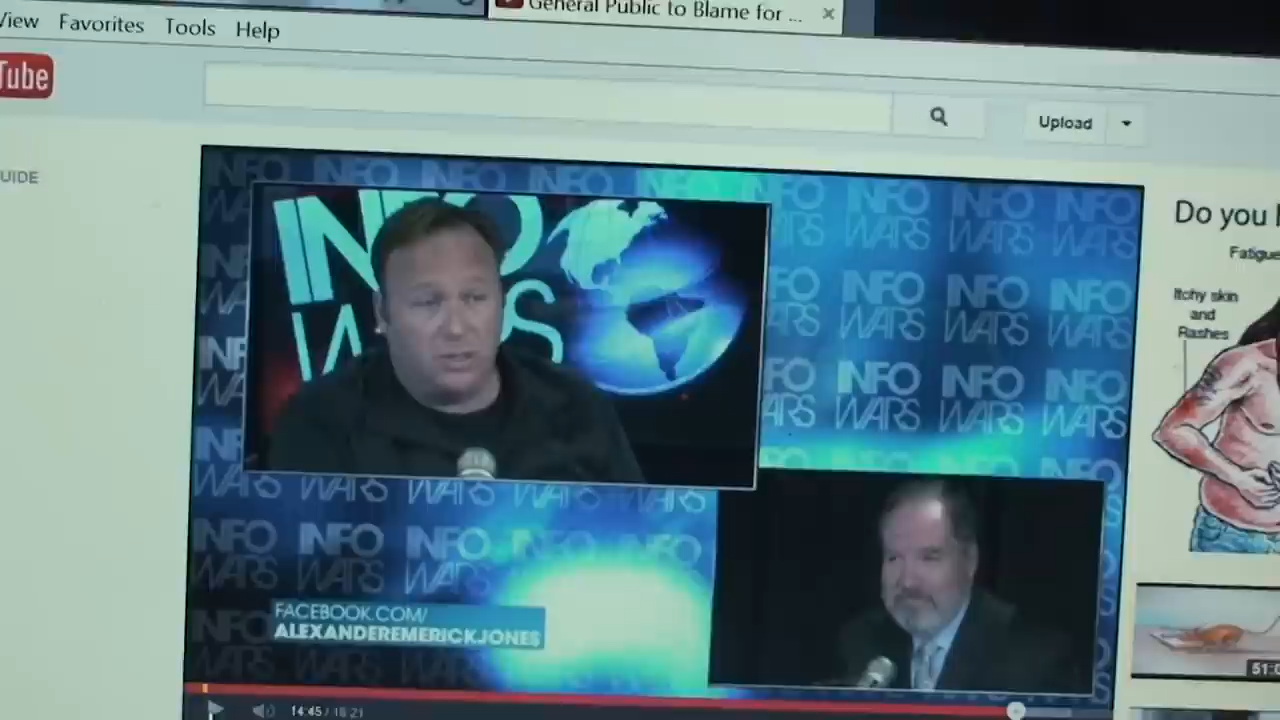 General Public to Blame for ...
View Favorites Tools Help
Tube
Upload
UIDE
INFO WARS
Do you
Fatigue
Itchy skin
and
Rashes
FACEBOOK.COM/
ALEXANDEREMERICKJONES
14:45 / 16:21
51:0